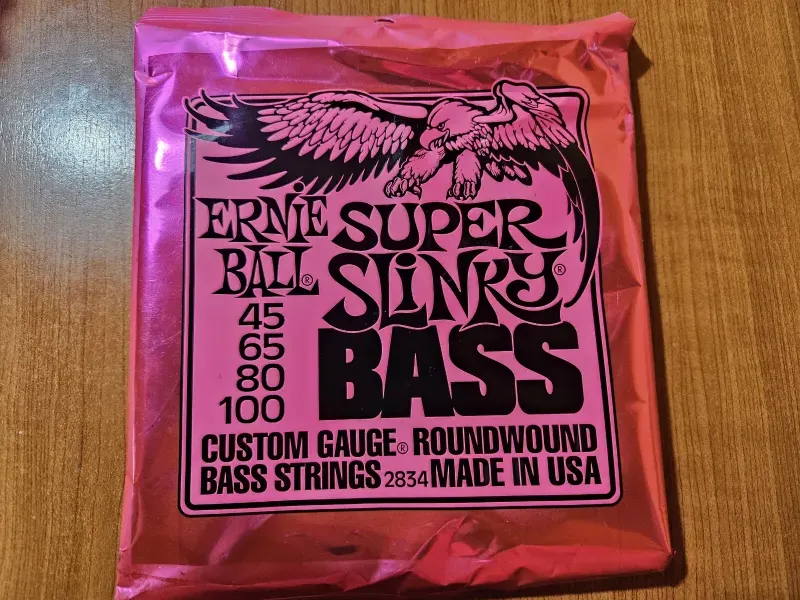 ERNIE BALL®
SUPER SLINKY®
BASS
45
65
80
100
CUSTOM GAUGE® ROUNDWOUND
BASS STRINGS 2834 MADE IN USA